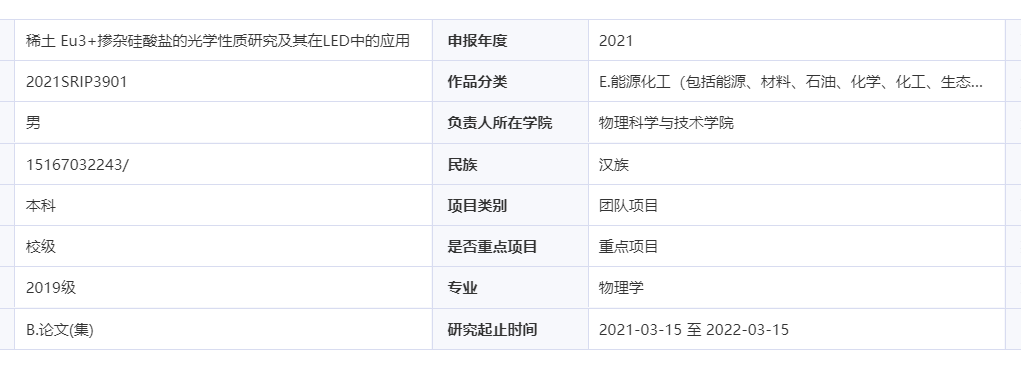 稀土 Eu3+掺杂硅酸盐的光学性质研究及其在LED中的应用 申报年度 2021
2021SRIP3901 作品分类 E.能源化工（包括能源、材料、石油、化学、化工、生态...
男 负责人所在学院 物理科学与技术学院
15167032243/ 民族 汉族
本科 项目类别 团队项目
校级 是否重点项目 重点项目
2019级 专业 物理学
B.论文(集) 研究起止时间 2021-03-15 至 2022-03-15